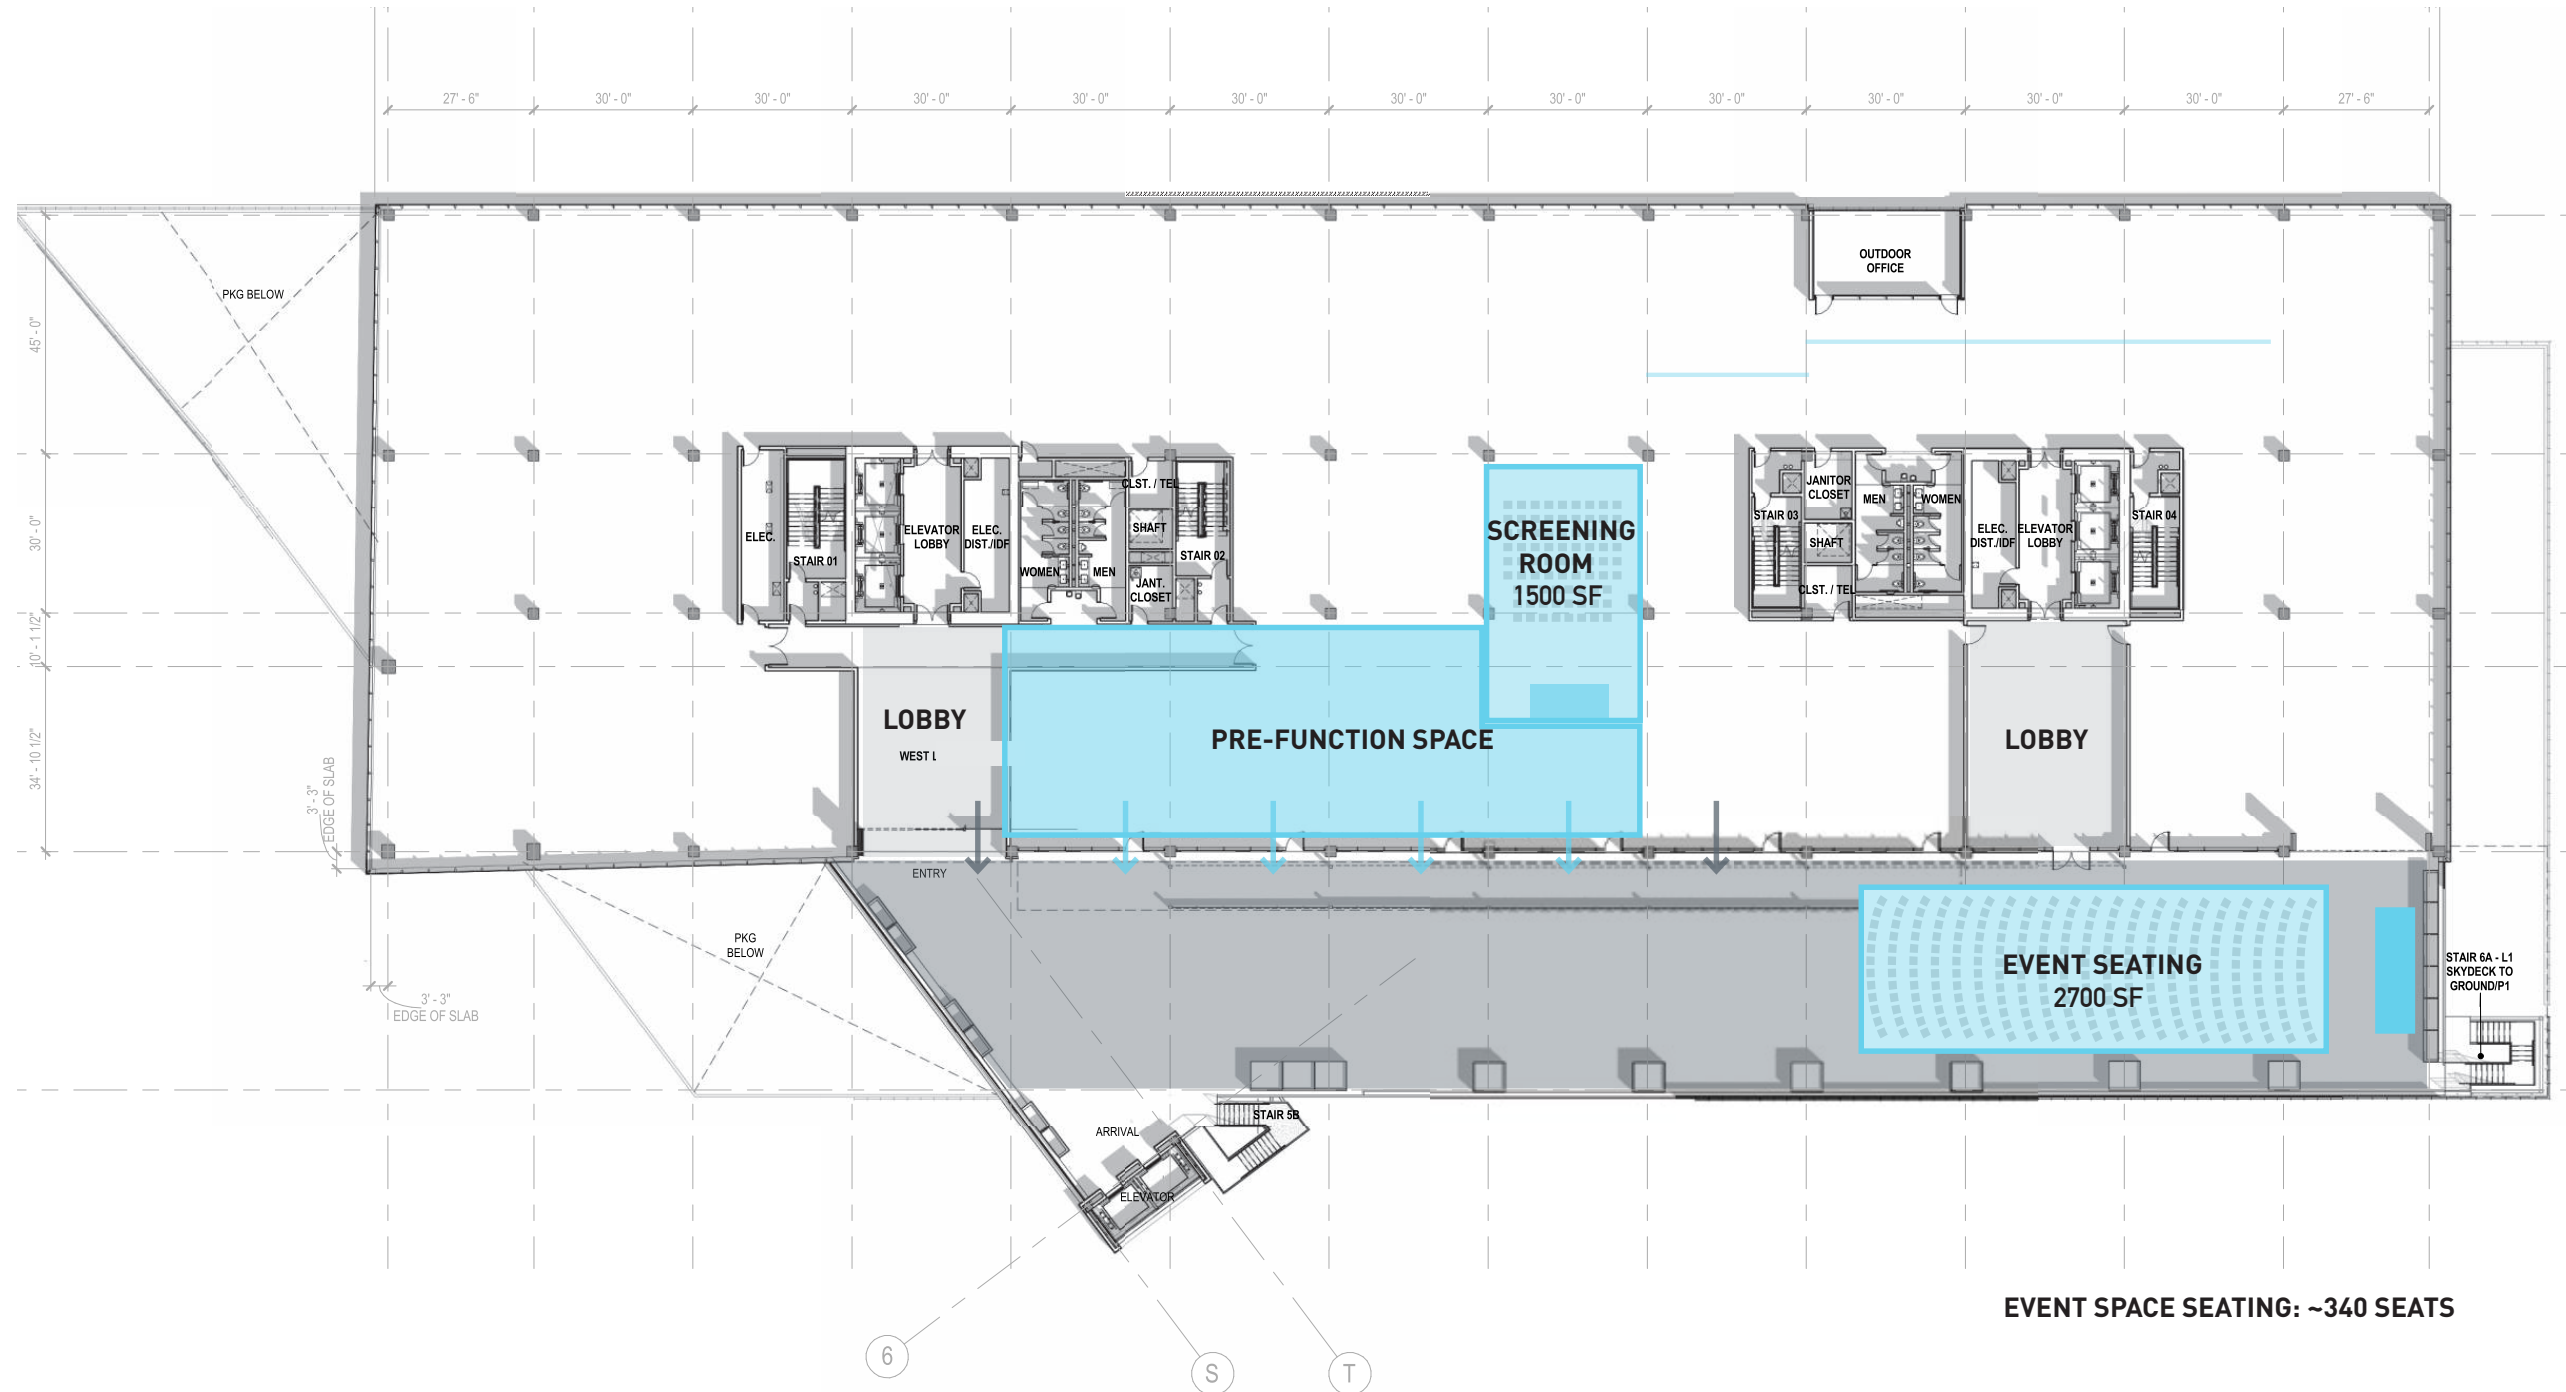 27' - 6"
30' - 0"
30' - 0"
30' - 0"
30' - 0"
30' - 0"
30' - 0"
30' - 0"
30' - 0"
30' - 0"
30' - 0"
30' - 0"
27' - 6"
45' - 0"
30' - 0"
10' - 1 1/2"
34' - 10 1/2"
3' - 3"
EDGE OF SLAB
3' - 3"
EDGE OF SLAB
PKG BELOW
OUTDOOR
OFFICE
ELEC.
STAIR 01
ELEVATOR
LOBBY
ELEC.
DIST./IDF
WOMEN
MEN
CLST. / TEL
SHAFT
JANT.
CLOSET
STAIR 02
SCREENING
ROOM
1500 SF
STAIR 03
JANITOR
CLOSET
SHAFT
CLST. / TEL
MEN
WOMEN
ELEC.
DIST./IDF
ELEVATOR
LOBBY
STAIR 04
LOBBY
WEST L
PRE-FUNCTION SPACE
LOBBY
ENTRY
PKG
BELOW
EVENT SEATING
2700 SF
STAIR 6A - L1
SKYDECK TO
GROUND/P1
ARRIVAL
STAIR 5B
ELEVATOR
EVENT SPACE SEATING: ~340 SEATS
6
S
T